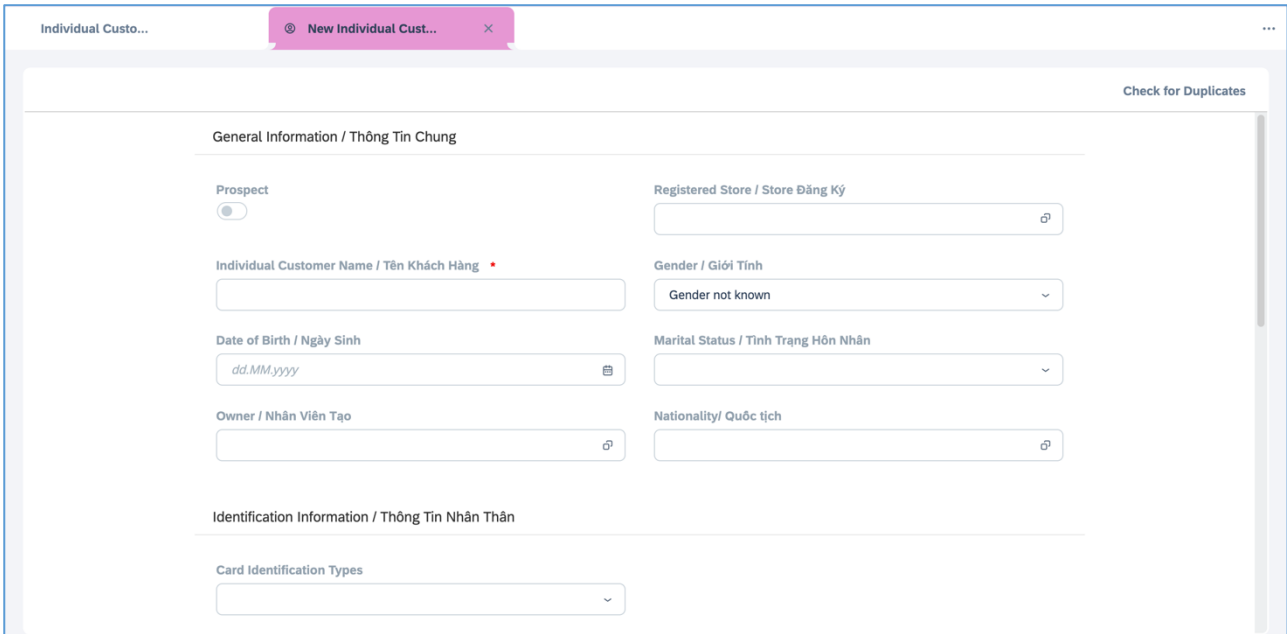 Individual Custo...
New Individual Cust...
Check for Duplicates
General Information / Thông Tin Chung
Prospect
Registered Store / Store Đăng Ký
Individual Customer Name / Tên Khách Hàng *
Gender / Giới Tính
Gender not known
Date of Birth / Ngày Sinh
dd.MM.yyyy
Marital Status / Tình Trạng Hôn Nhân
Owner / Nhân Viên Tạo
Nationality/ Quốc tịch
Identification Information / Thông Tin Nhân Thân
Card Identification Types